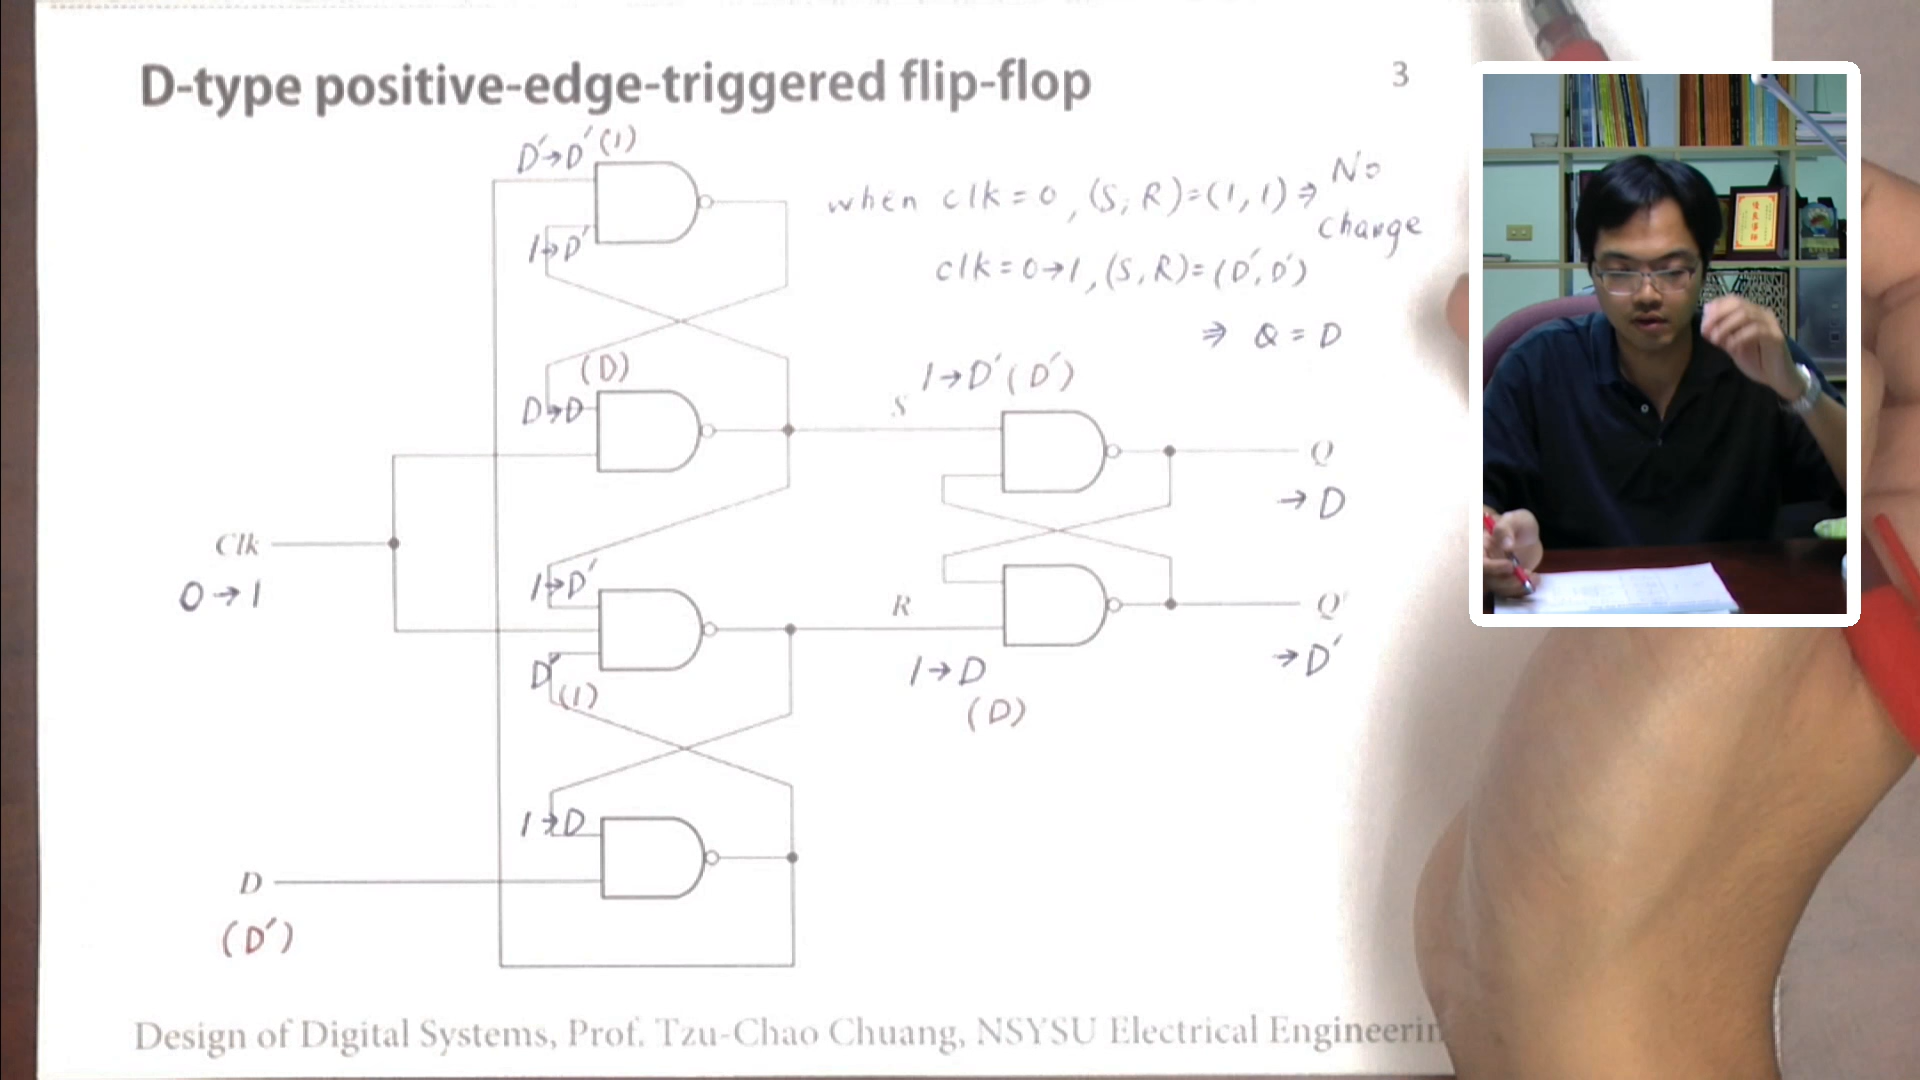 D-type positive-edge-triggered flip-flop
3
D′→D′(1)
1→D′
when clk=0, (S,R)=(1,1)⇒ No change
clk=0→1, (S,R)=(D′,D′)
⇒ Q=D
(D)
D→D
1→D′(D′)
S
Q
→D
Clk
0→1
1→D′
R
Q′
→D′
D′
(1)
1→D
(D)
1→D
D
(D′)
Design of Digital Systems, Prof. Tzu-Chao Chuang, NSYSU Electrical Engineerin